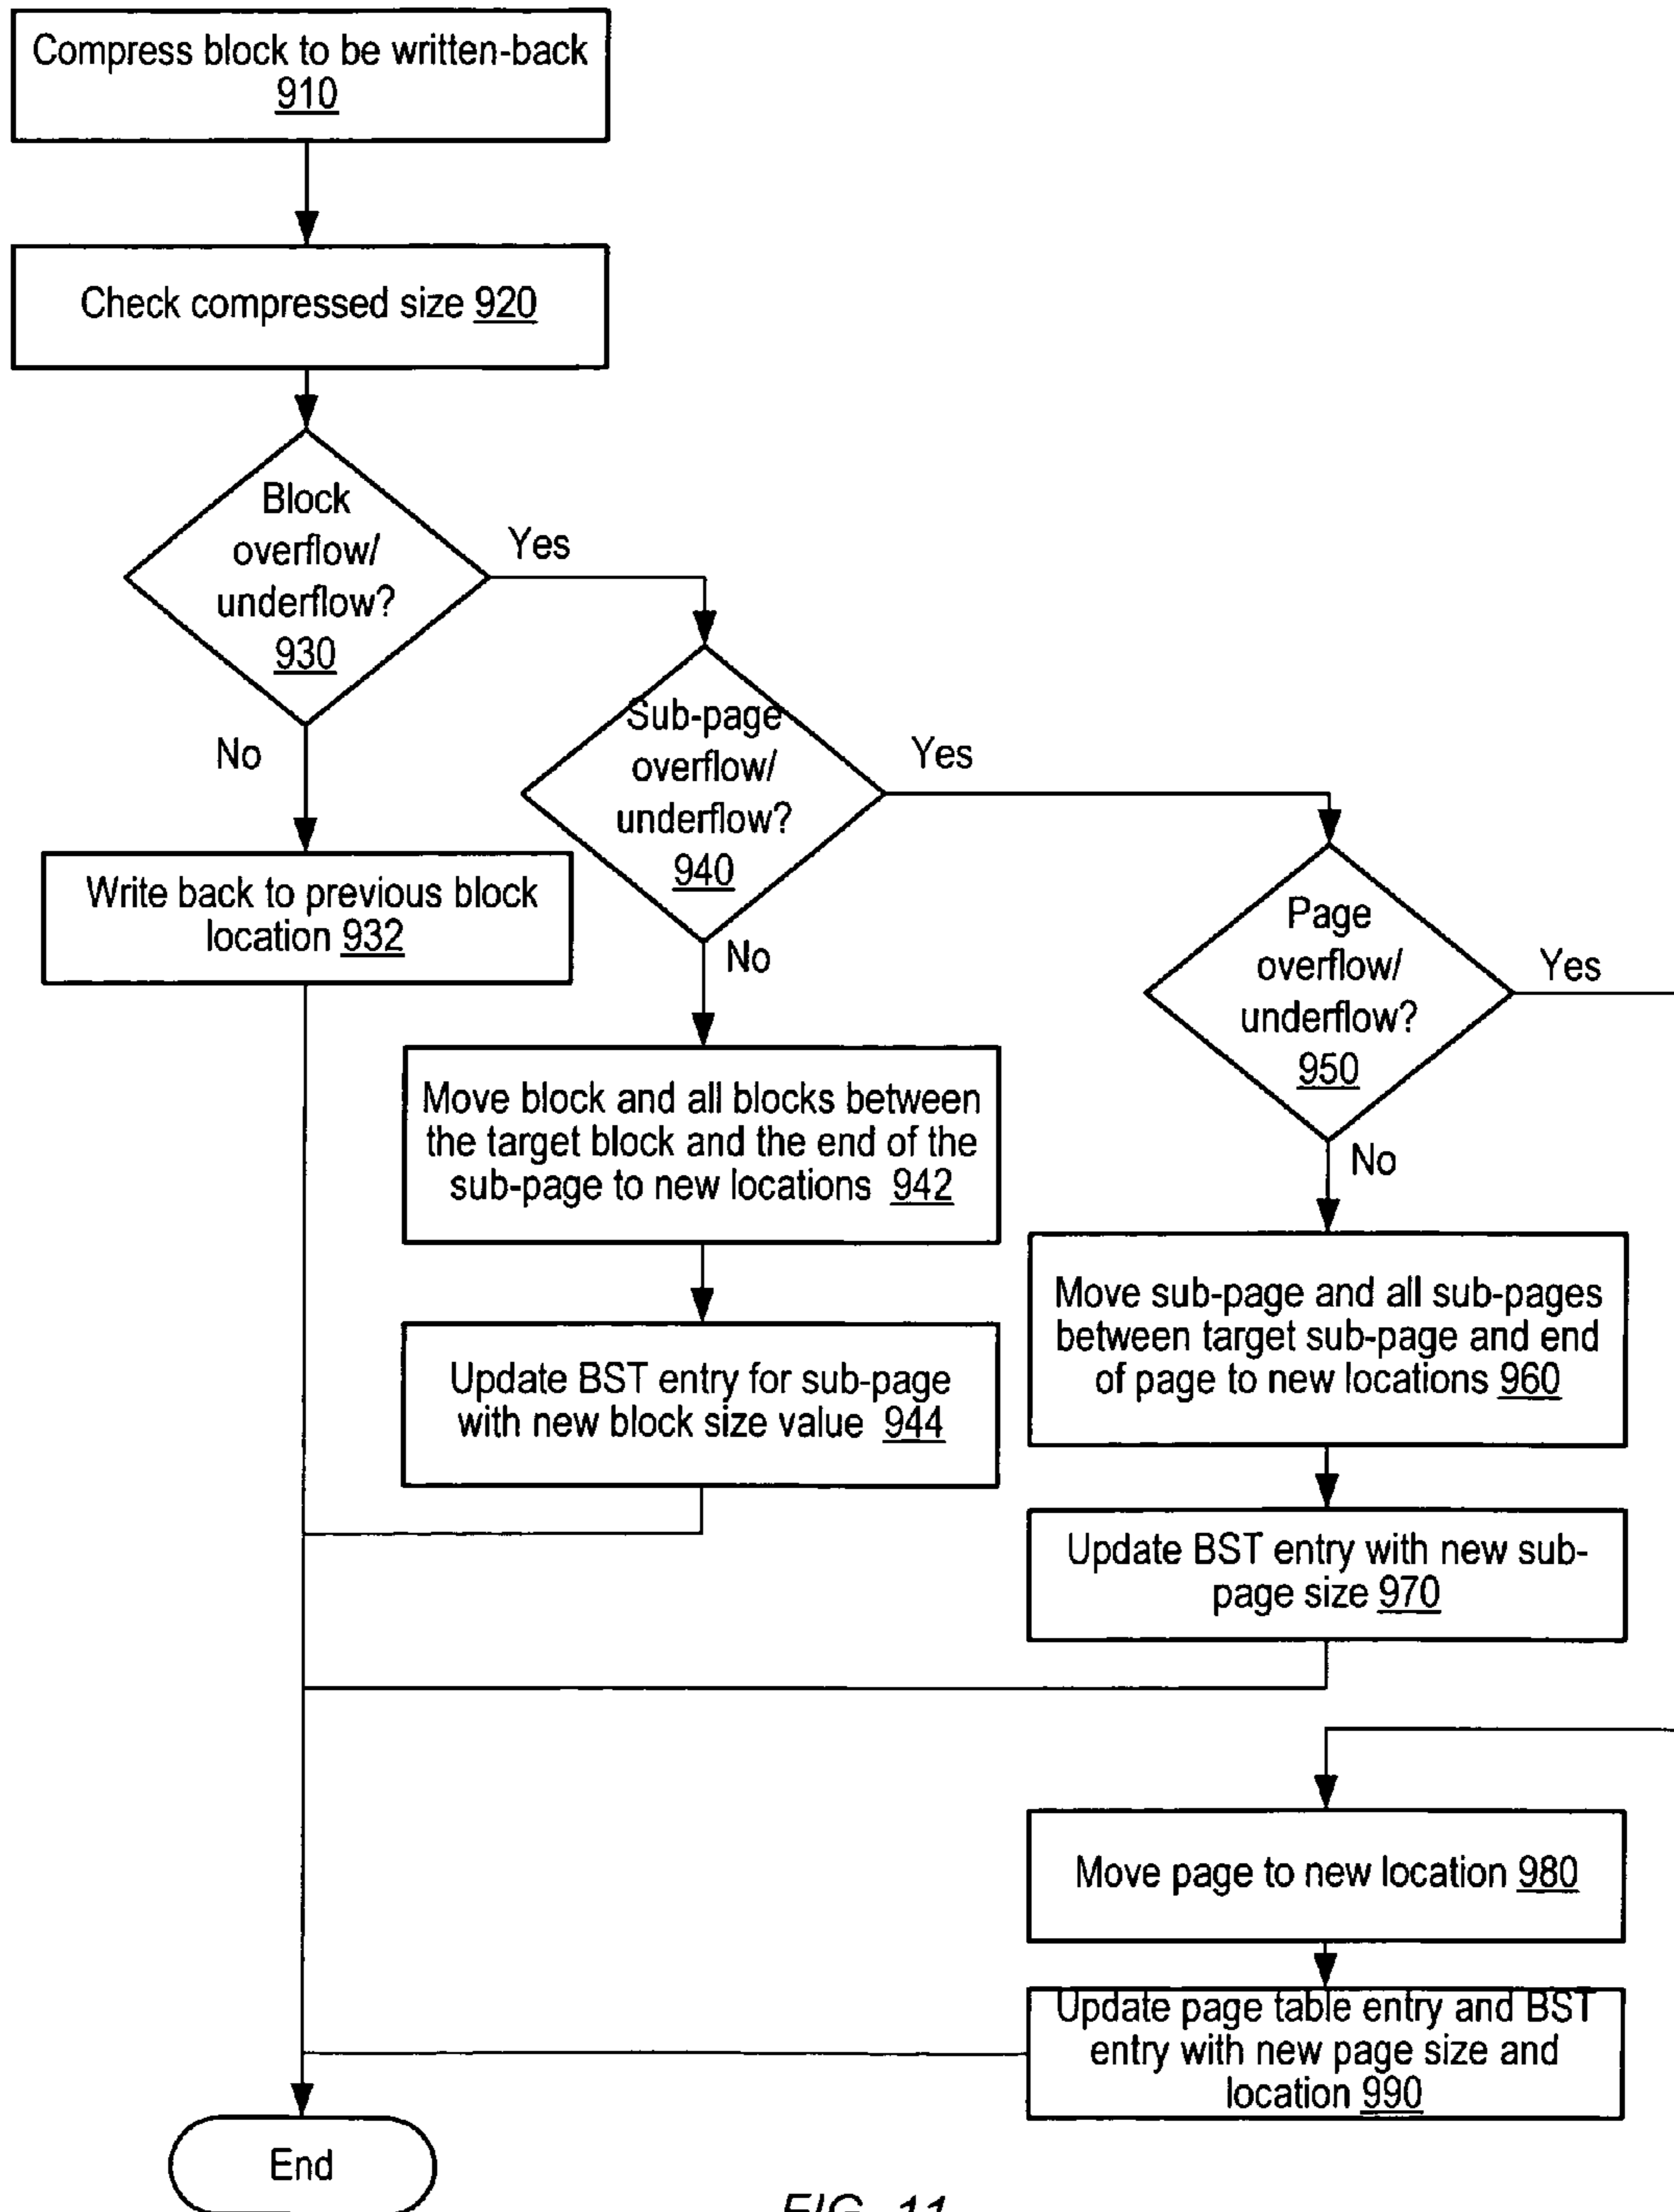 Compress block to be written-back
910
Check compressed size 920
Block
overflow/
underflow?
930
Yes
No
Sub-page
overflow/
underflow?
940
Yes
No
Write back to previous block
location 932
Page
overflow/
underflow?
950
Yes
No
Move block and all blocks between
the target block and the end of the
sub-page to new locations 942
Update BST entry for sub-page
with new block size value 944
Move sub-page and all sub-pages
between target sub-page and end
of page to new locations 960
Update BST entry with new sub-
page size 970
Move page to new location 980
Update page table entry and BST
entry with new page size and
location 990
End
FIG. 11